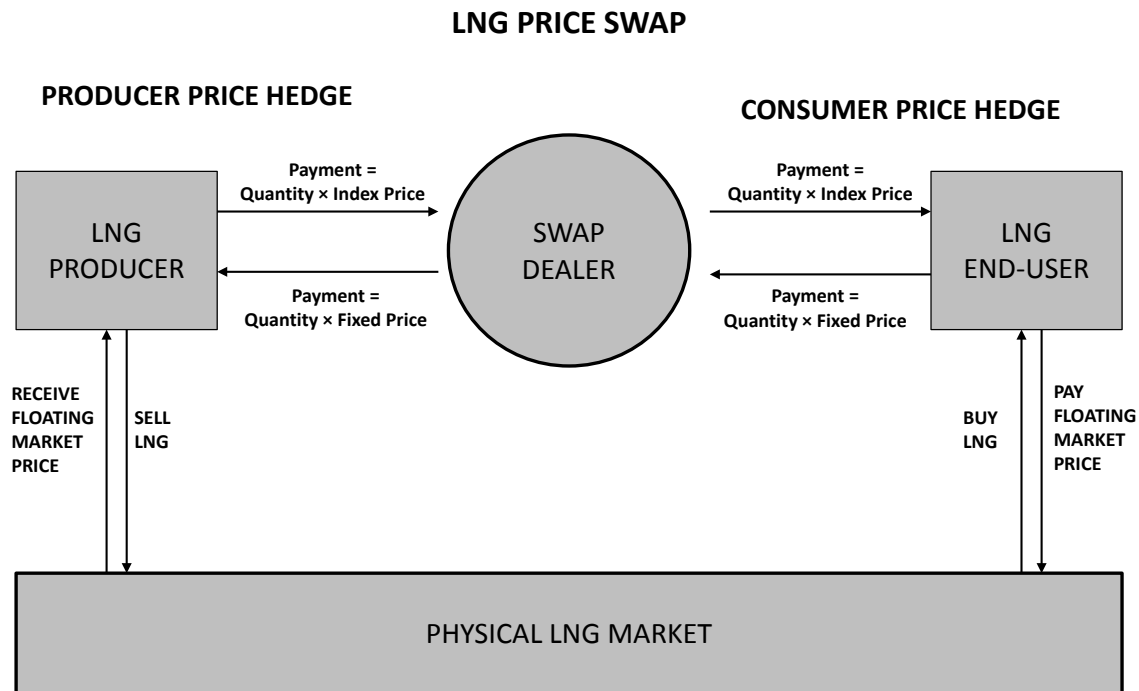 LNG PRICE SWAP
PRODUCER PRICE HEDGE
CONSUMER PRICE HEDGE
Payment =
Quantity × Index Price
Payment =
Quantity × Index Price
LNG
PRODUCER
SWAP
DEALER
LNG
END-USER
Payment =
Quantity × Fixed Price
Payment =
Quantity × Fixed Price
RECEIVE
FLOATING
MARKET
PRICE
SELL
LNG
BUY
LNG
PAY
FLOATING
MARKET
PRICE
PHYSICAL LNG MARKET